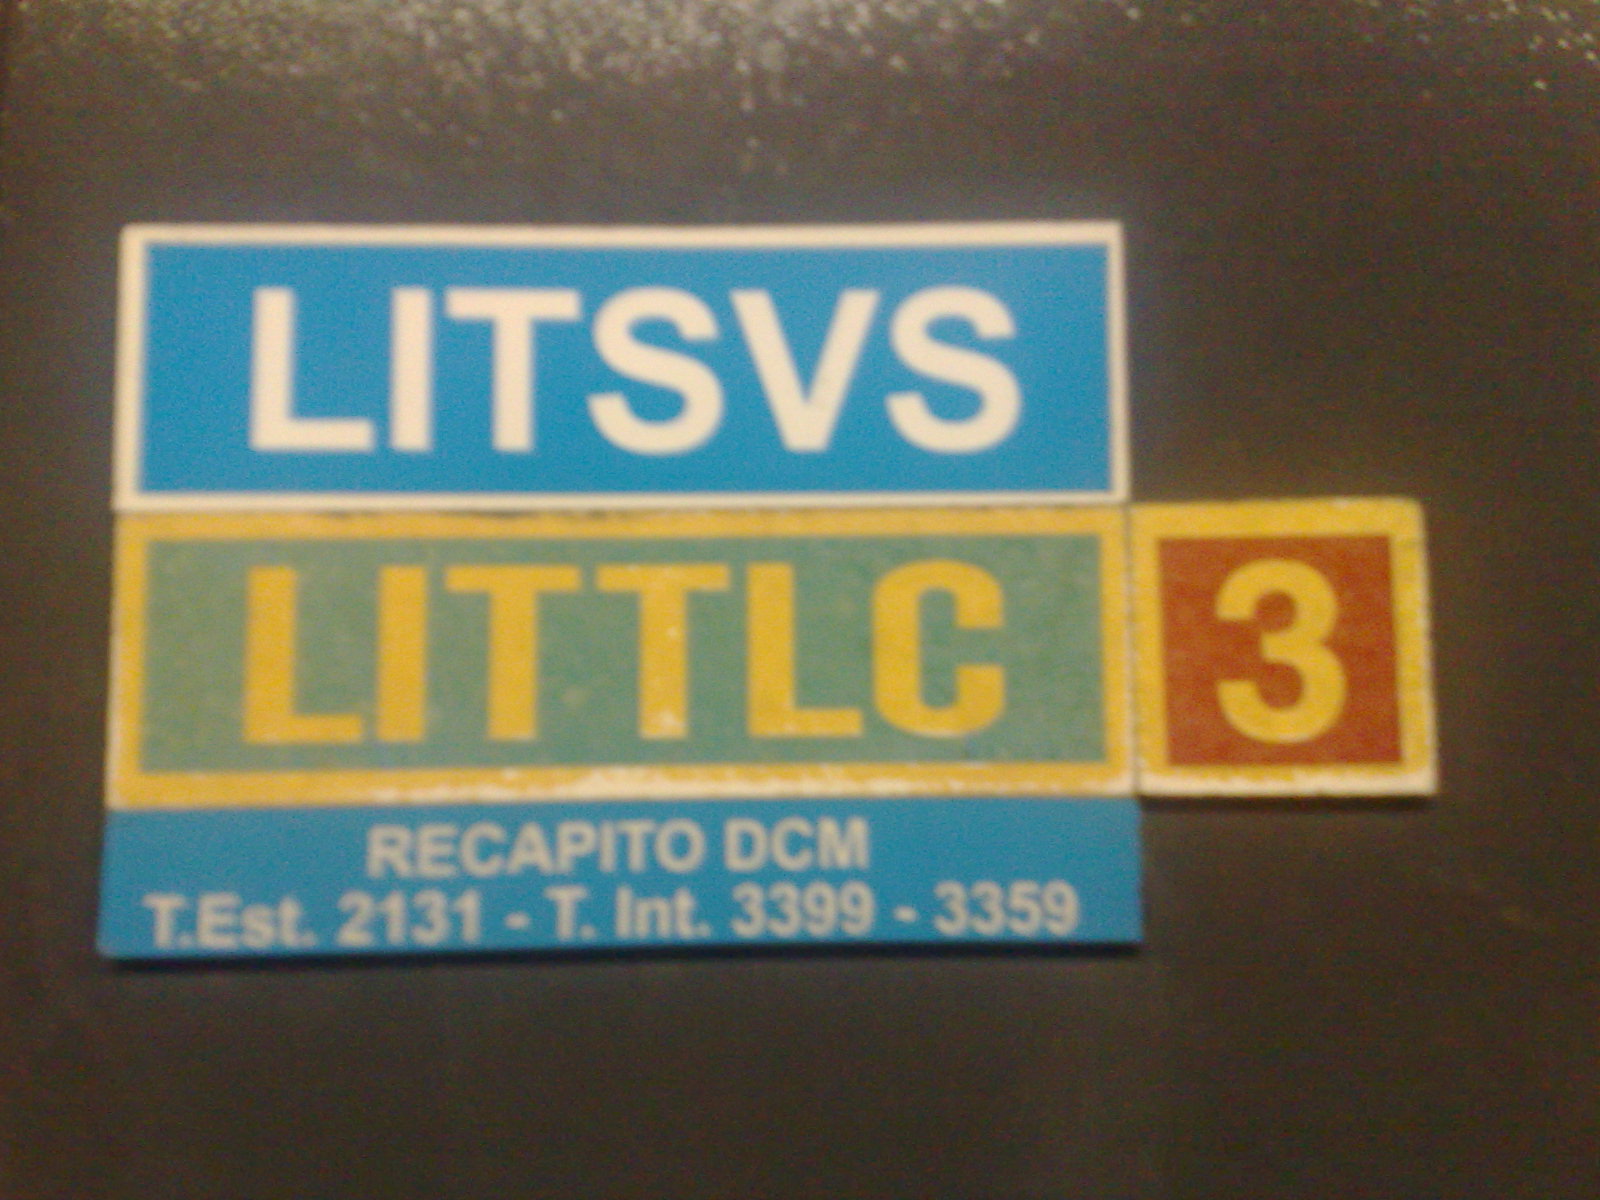 LITSVS
LITTLC 3
RECAPITO DCM
T.Est. 2131 - T. Int. 3399 - 3359